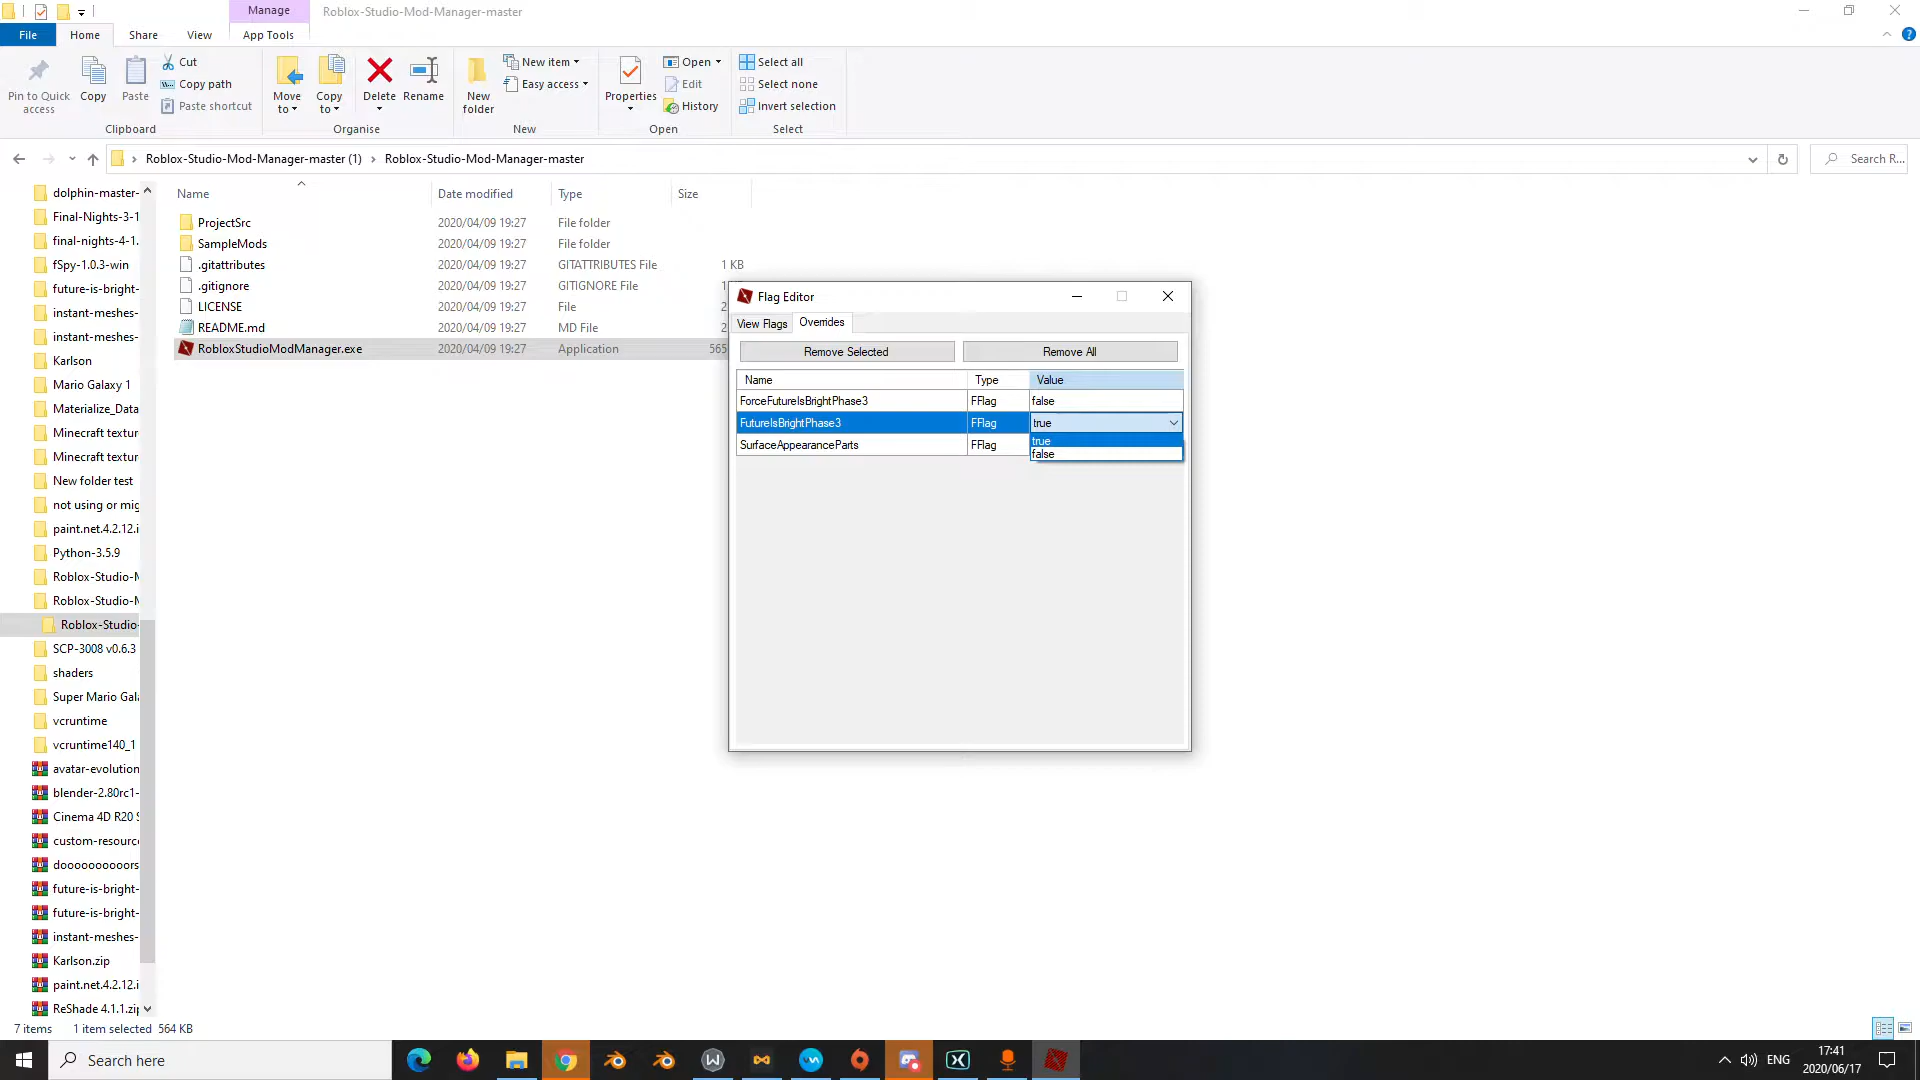 Manage
Roblox-Studio-Mod-Manager-master
File
Home
Share
View
App Tools
Pin to Quick access
Copy
Paste
Cut
Copy path
Paste shortcut
Clipboard
Move to
Copy to
Delete
Rename
Organise
New folder
New item
Easy access
New
Properties
Open
Edit
History
Open
Select all
Select none
Invert selection
Select
Roblox-Studio-Mod-Manager-master (1)
Roblox-Studio-Mod-Manager-master
Search R...
Name
Date modified
Type
Size
ProjectSrc 2020/04/09 19:27 File folder
SampleMods 2020/04/09 19:27 File folder
.gitattributes 2020/04/09 19:27 GITATTRIBUTES File 1 KB
.gitignore 2020/04/09 19:27 GITIGNORE File 1
LICENSE 2020/04/09 19:27 File 2
README.md 2020/04/09 19:27 MD File 2
RobloxStudioModManager.exe 2020/04/09 19:27 Application 565
dolphin-master-
Final-Nights-3-1
final-nights-4-1.
fSpy-1.0.3-win
future-is-bright-
instant-meshes-
instant-meshes-
Karlson
Mario Galaxy 1
Materialize_Data
Minecraft textur
Minecraft textur
New folder test
not using or mig
paint.net.4.2.12.i
Python-3.5.9
Roblox-Studio-M
Roblox-Studio-M
Roblox-Studio-
SCP-3008 v0.6.3
shaders
Super Mario Gala
vcruntime
vcruntime140_1
avatar-evolution
blender-2.80rc1-
Cinema 4D R20 S
custom-resource
doooooooooors
future-is-bright-
future-is-bright-
instant-meshes-
Karlson.zip
paint.net.4.2.12.i
ReShade 4.1.1.zip
Flag Editor
View Flags
Overrides
Remove Selected
Remove All
Name Type Value
ForceFutureIsBrightPhase3 FFlag false
FutureIsBrightPhase3 FFlag true
true
SurfaceAppearanceParts FFlag
false
7 items
1 item selected 564 KB
Search here
ENG
17:41
2020/06/17